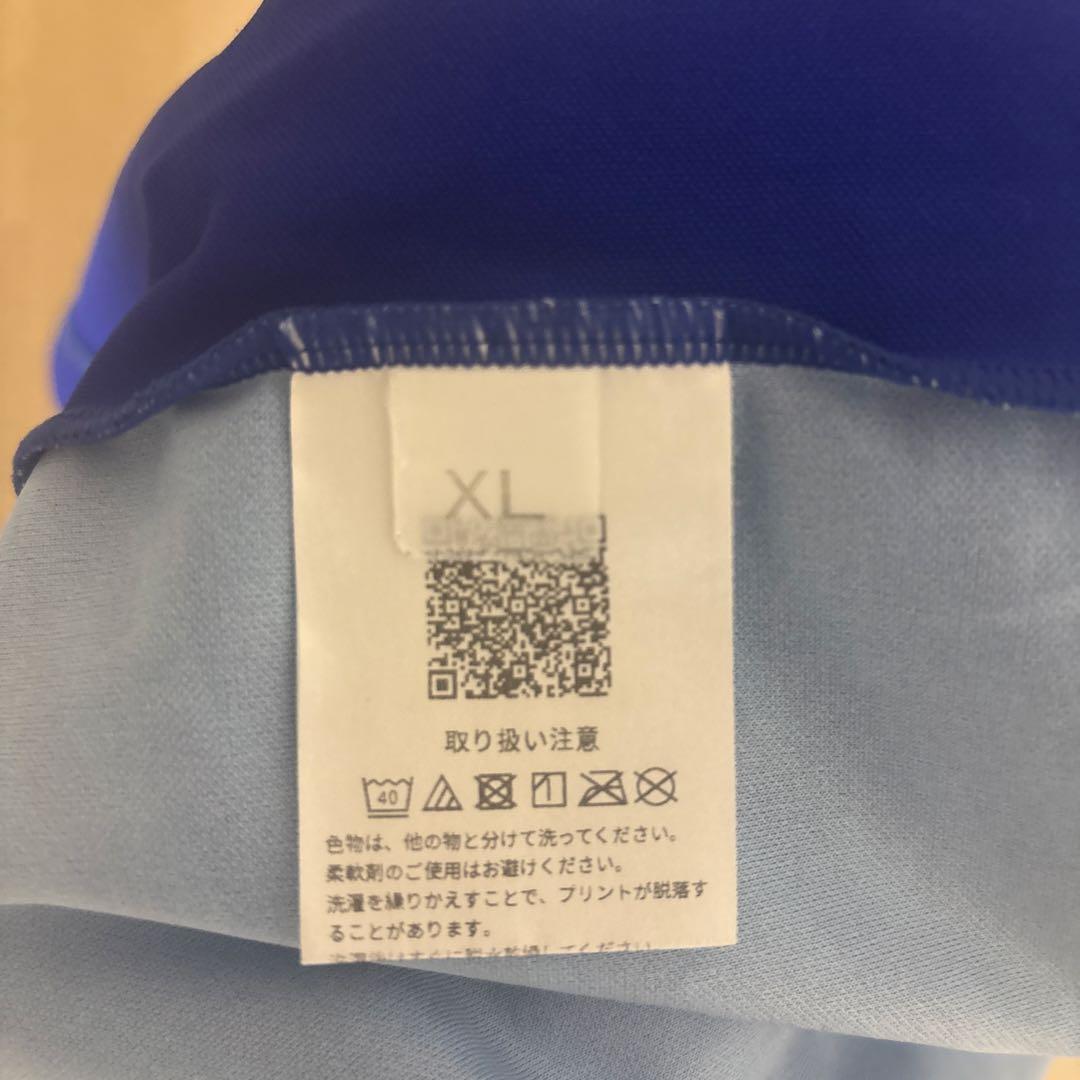 XL
取り扱い注意
40
色物は、他の物と分けて洗ってください。
柔軟剤のご使用はお避けください。
洗濯を繰りかえすことで、プリントが脱落す
ることがあります。